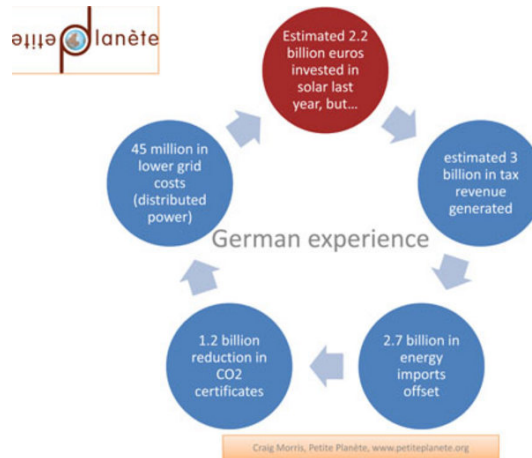 etiteplanète
Estimated 2.2
billion euros
invested in
solar last
year, but...
estimated 3
billion in tax
revenue
generated
2.7 billion in
energy
imports
offset
1.2 billion
reduction in
CO2
certificates
45 million in
lower grid
costs
(distributed
power)
German experience
Craig Morris, Petite Planète, www.petiteplanete.org